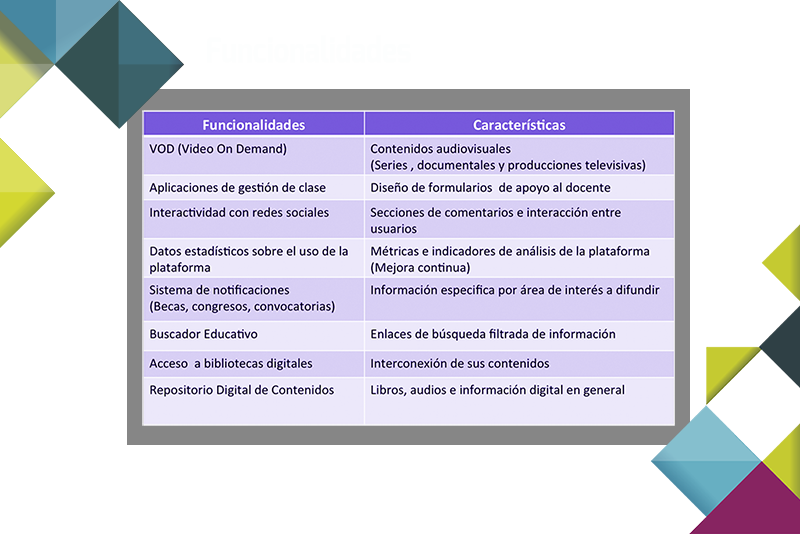 Funcionalidades Características
VOD (Video On Demand) Contenidos audiovisuales
(Series , documentales y producciones televisivas)
Aplicaciones de gestión de clase Diseño de formularios de apoyo al docente
Interactividad con redes sociales Secciones de comentarios e interacción entre
usuarios
Datos estadísticos sobre el uso de la Métricas e indicadores de análisis de la plataforma
plataforma (Mejora continua)
Sistema de notificaciones Información especifica por área de interés a difundir
(Becas, congresos, convocatorias)
Buscador Educativo Enlaces de búsqueda filtrada de información
Acceso a bibliotecas digitales Interconexión de sus contenidos
Repositorio Digital de Contenidos Libros, audios e información digital en general